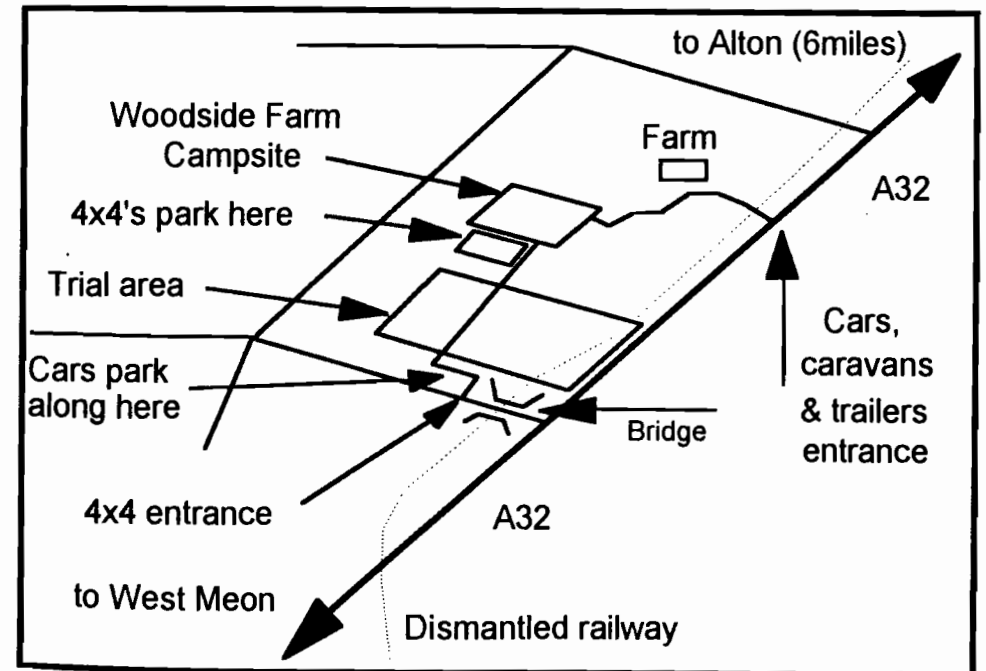 to Alton (6miles)
Woodside Farm
Campsite
Farm
A32
4x4's park here
Trial area
Cars,
caravans
& trailers
entrance
Cars park
along here
Bridge
4x4 entrance
A32
to West Meon
Dismantled railway